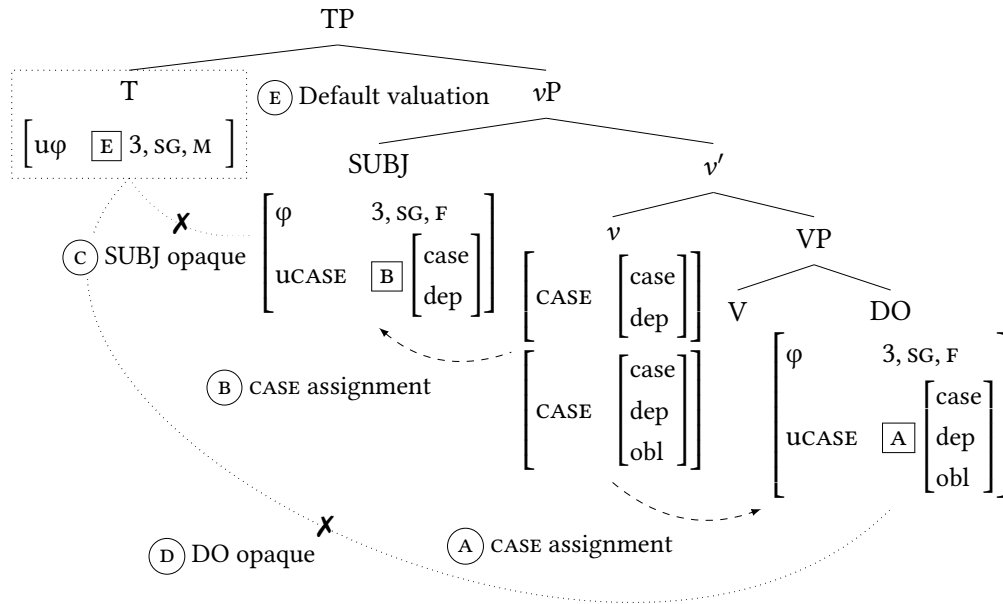 TP
T
Ⓔ Default valuation
vP
[uφ [E] 3, SG, M]
SUBJ
v′
φ 3, SG, F
v
VP
Ⓒ SUBJ opaque
✗
uCASE [B] [case
dep]
CASE [case
dep]
V
DO
Ⓑ CASE assignment
CASE [case
dep
obl]
φ 3, SG, F
uCASE [A] [case
dep
obl]
✗
Ⓓ DO opaque
Ⓐ CASE assignment